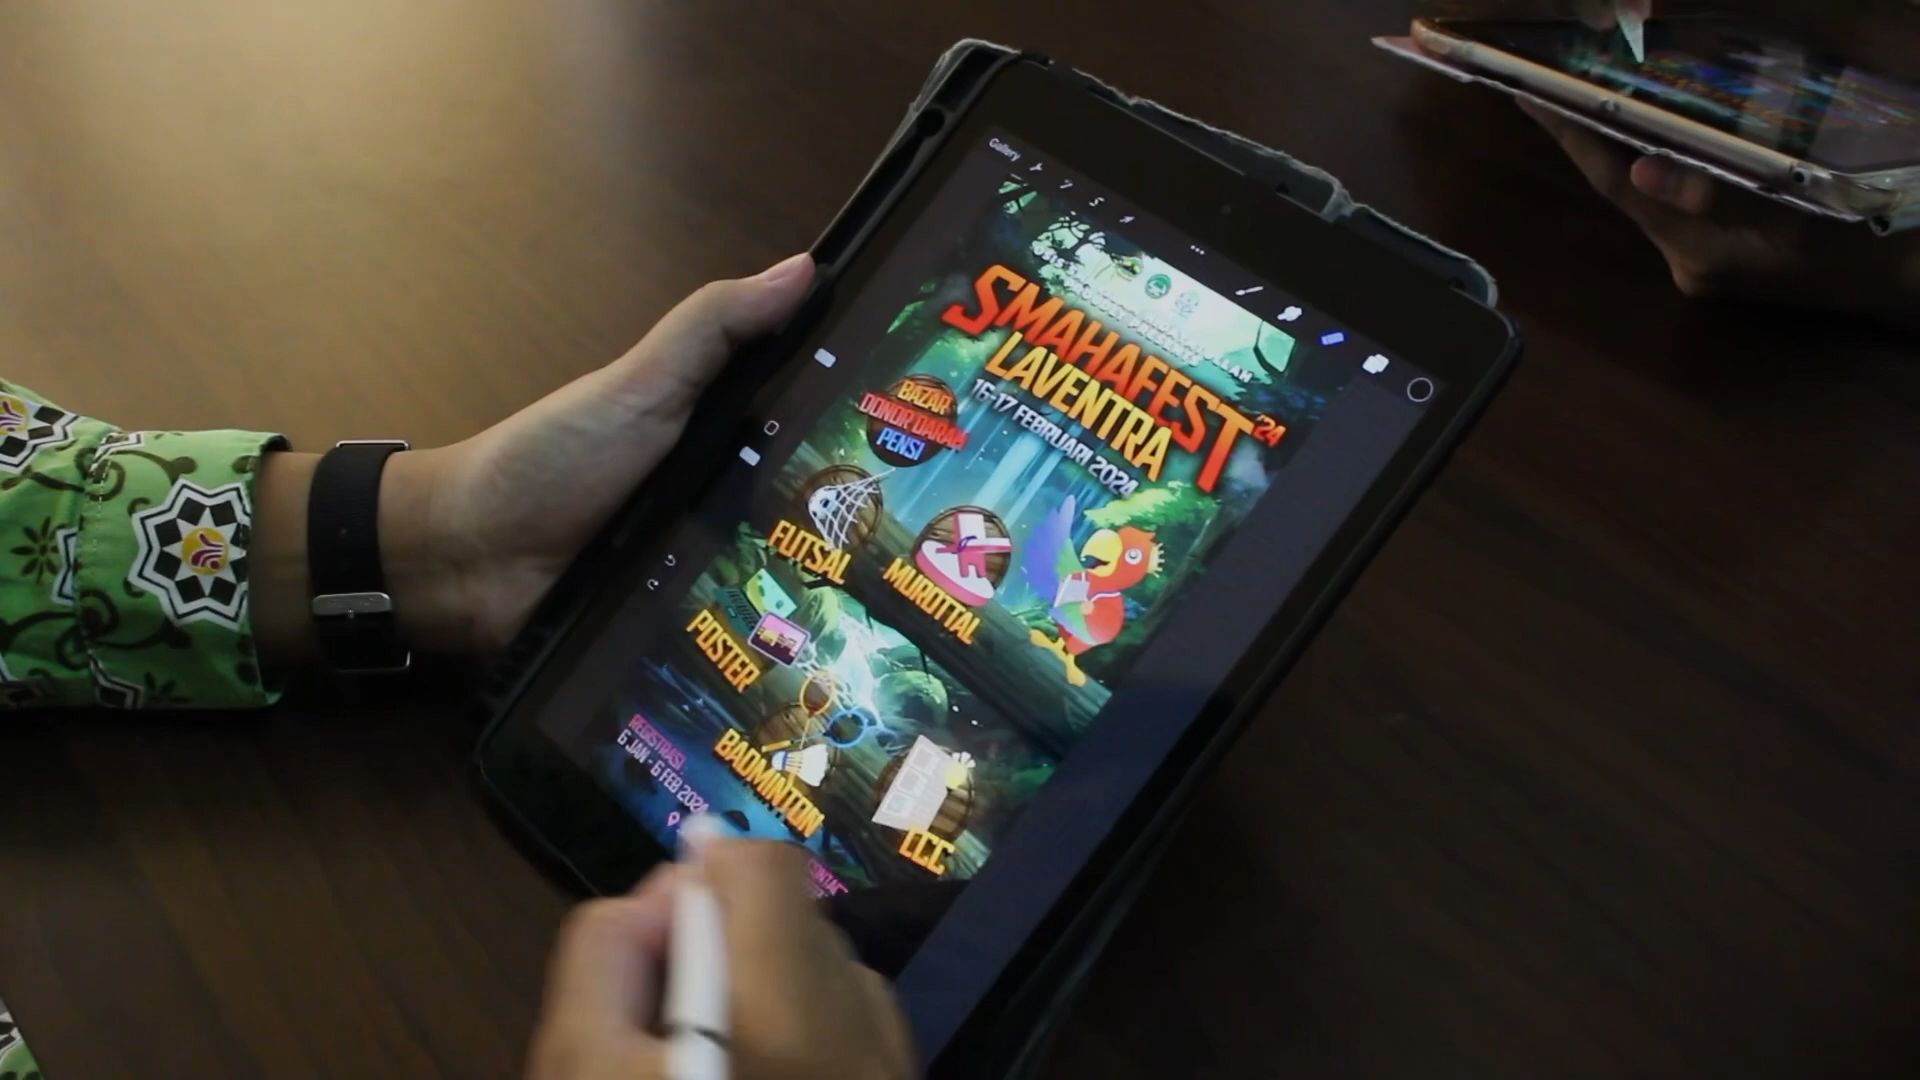 Gallery
SMAHAFEST '24
LAVENTRA
16-17 FEBRUARI 2024
BAZAR
DONOR DARAH
PENSI
FUTSAL
MUROTTAL
POSTER
BADMINTON
CCC
REGISTRASI:
6 JAN - 6 FEB 2024